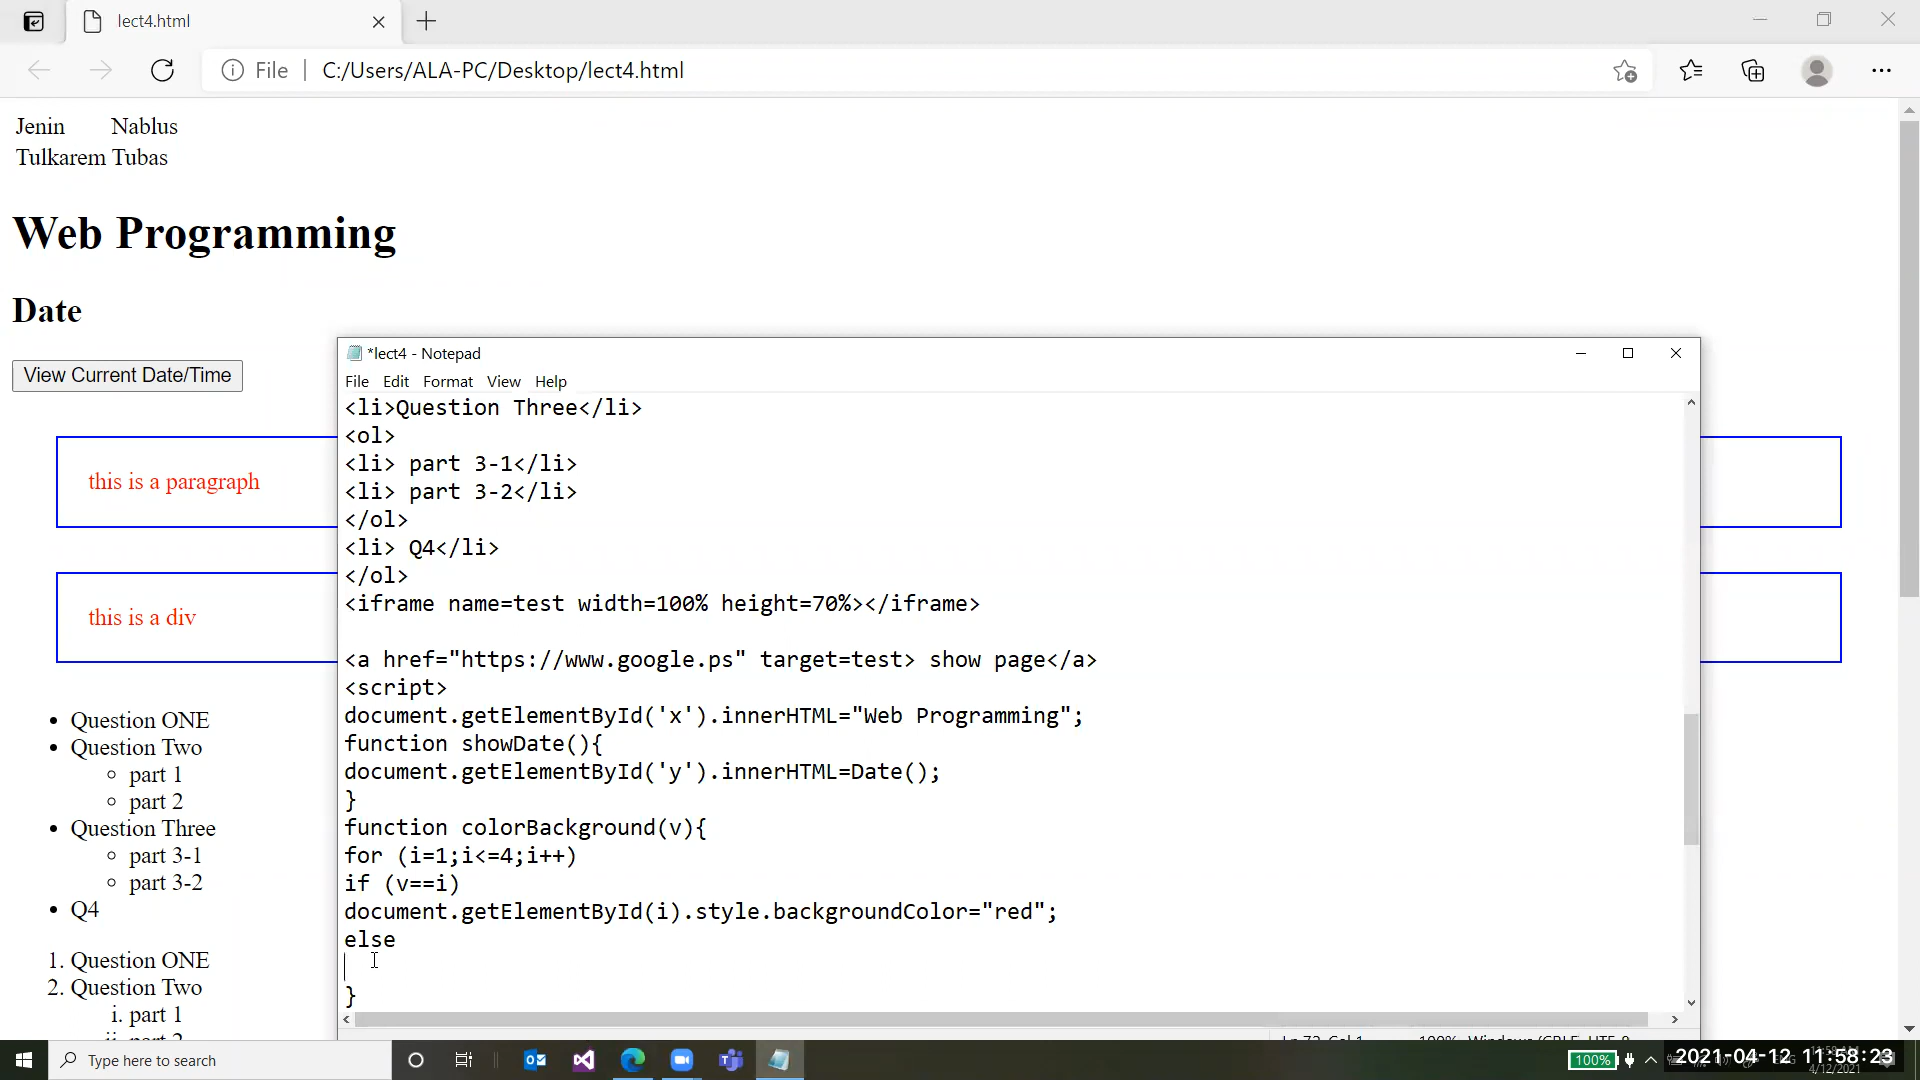 lect4.html
File
C:/Users/ALA-PC/Desktop/lect4.html
Jenin Nablus
Tulkarem Tubas
Web Programming
Date
View Current Date/Time
this is a paragraph
this is a div
• Question ONE
• Question Two
◦ part 1
◦ part 2
• Question Three
◦ part 3-1
◦ part 3-2
• Q4
1. Question ONE
2. Question Two
i. part 1
*lect4 - Notepad
File Edit Format View Help
<li>Question Three</li>
<ol>
<li> part 3-1</li>
<li> part 3-2</li>
</ol>
<li> Q4</li>
</ol>
<iframe name=test width=100% height=70%></iframe>
<a href="https://www.google.ps" target=test> show page</a>
<script>
document.getElementById('x').innerHTML="Web Programming";
function showDate(){
document.getElementById('y').innerHTML=Date();
}
function colorBackground(v){
for (i=1;i<=4;i++)
if (v==i)
document.getElementById(i).style.backgroundColor="red";
else
}
Type here to search
100%
2021-04-12 11:58:23
4/12/2021